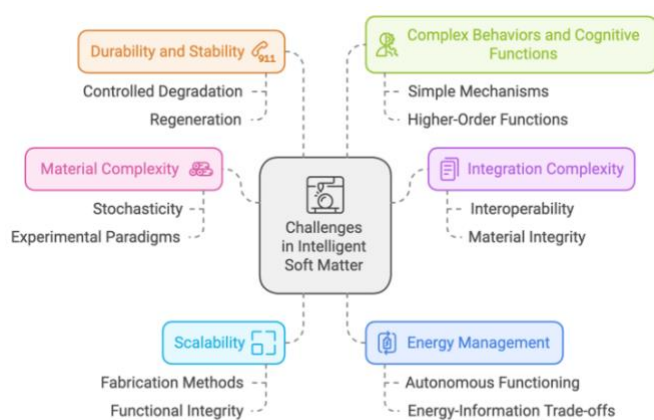 Durability and Stability
911
Controlled Degradation
Regeneration
Material Complexity
Stochasticity
Experimental Paradigms
Scalability
Fabrication Methods
Functional Integrity
Challenges
in Intelligent
Soft Matter
Complex Behaviors and Cognitive
Functions
Simple Mechanisms
Higher-Order Functions
Integration Complexity
Interoperability
Material Integrity
Energy Management
Autonomous Functioning
Energy-Information Trade-offs